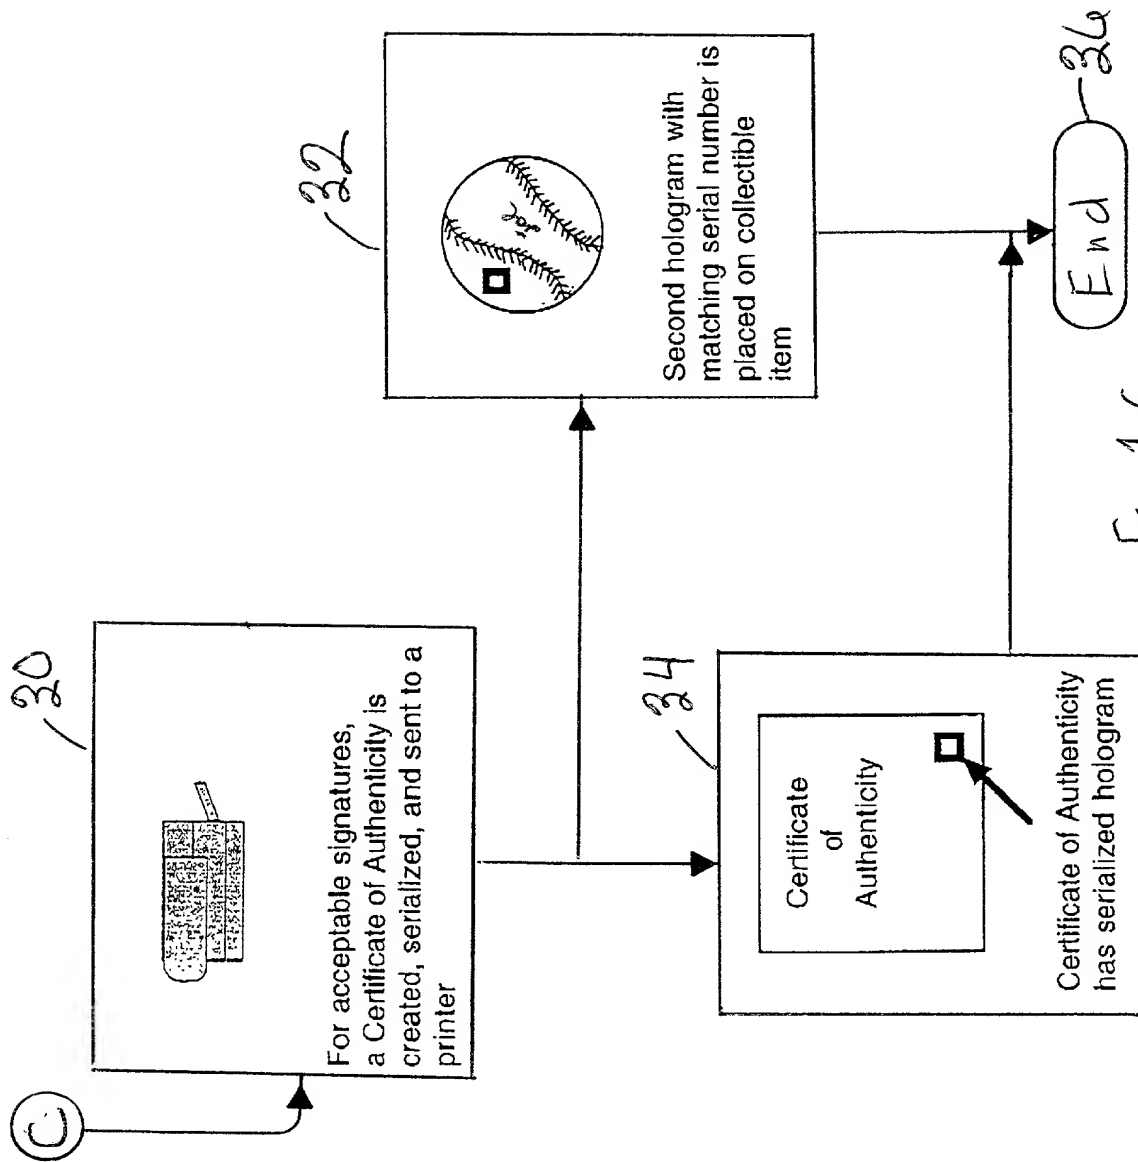 C
30
For acceptable signatures,
a Certificate of Authenticity is
created, serialized, and sent to a
printer
32
Second hologram with
matching serial number is
placed on collectible
item
34
Certificate
of
Authenticity
Certificate of Authenticity
has serialized hologram
End
36